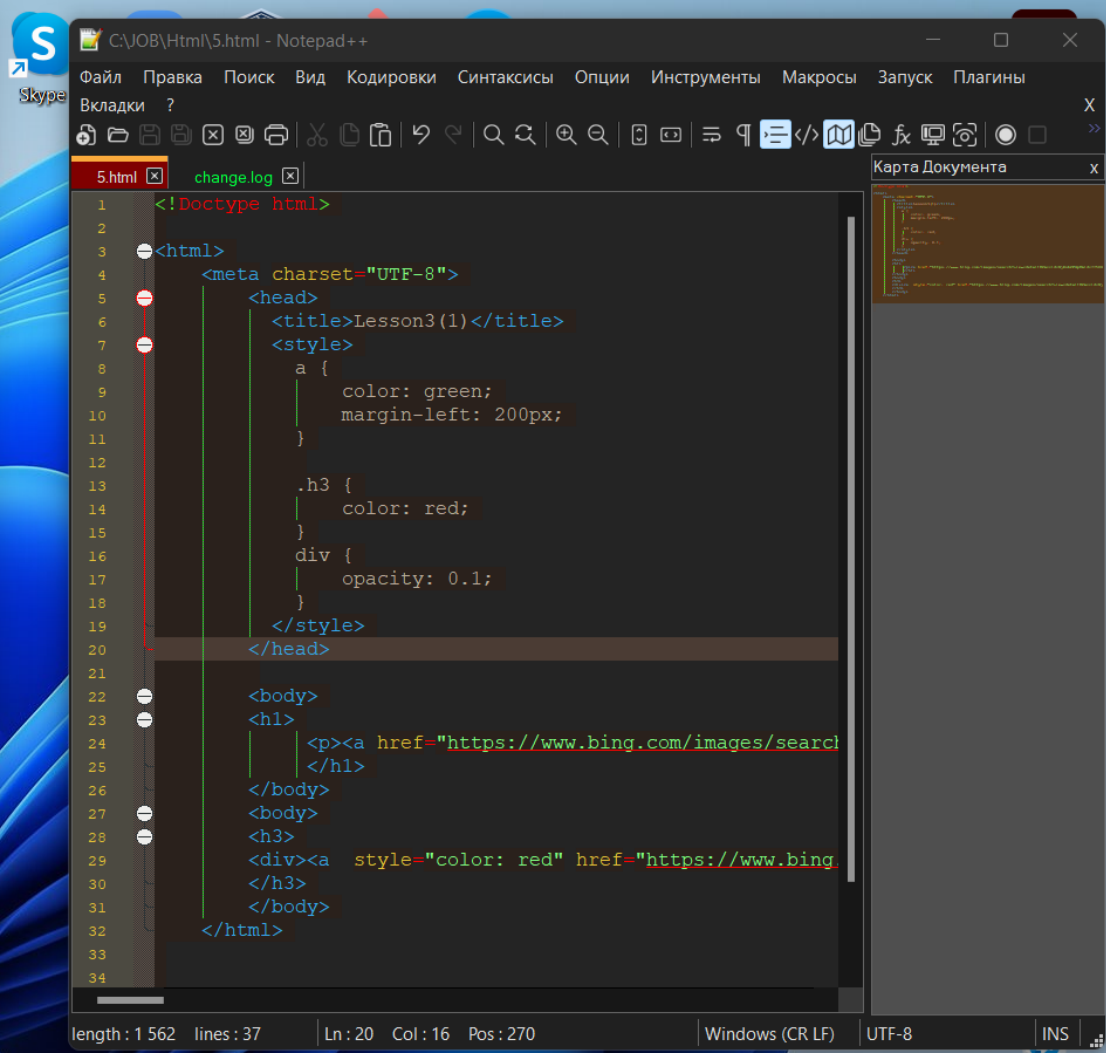 S
Skype
C:\JOB\Html\5.html - Notepad++
Файл Правка Поиск Вид Кодировки Синтаксисы Опции Инструменты Макросы Запуск Плагины
Вкладки ? X
5.html change.log
Карта Документа x
1 <!Doctype html>
2
3 <html>
4 <meta charset="UTF-8">
5 <head>
6 <title>Lesson3(1)</title>
7 <style>
8 a {
9 color: green;
10 margin-left: 200px;
11 }
12
13 .h3 {
14 color: red;
15 }
16 div {
17 opacity: 0.1;
18 }
19 </style>
20 </head>
21
22 <body>
23 <h1>
24 <p><a href="https://www.bing.com/images/search
25 </h1>
26 </body>
27 <body>
28 <h3>
29 <div><a  style="color: red" href="https://www.bing.
30 </h3>
31 </body>
32 </html>
33
34
length : 1 562 lines : 37 Ln : 20 Col : 16 Pos : 270 Windows (CR LF) UTF-8 INS